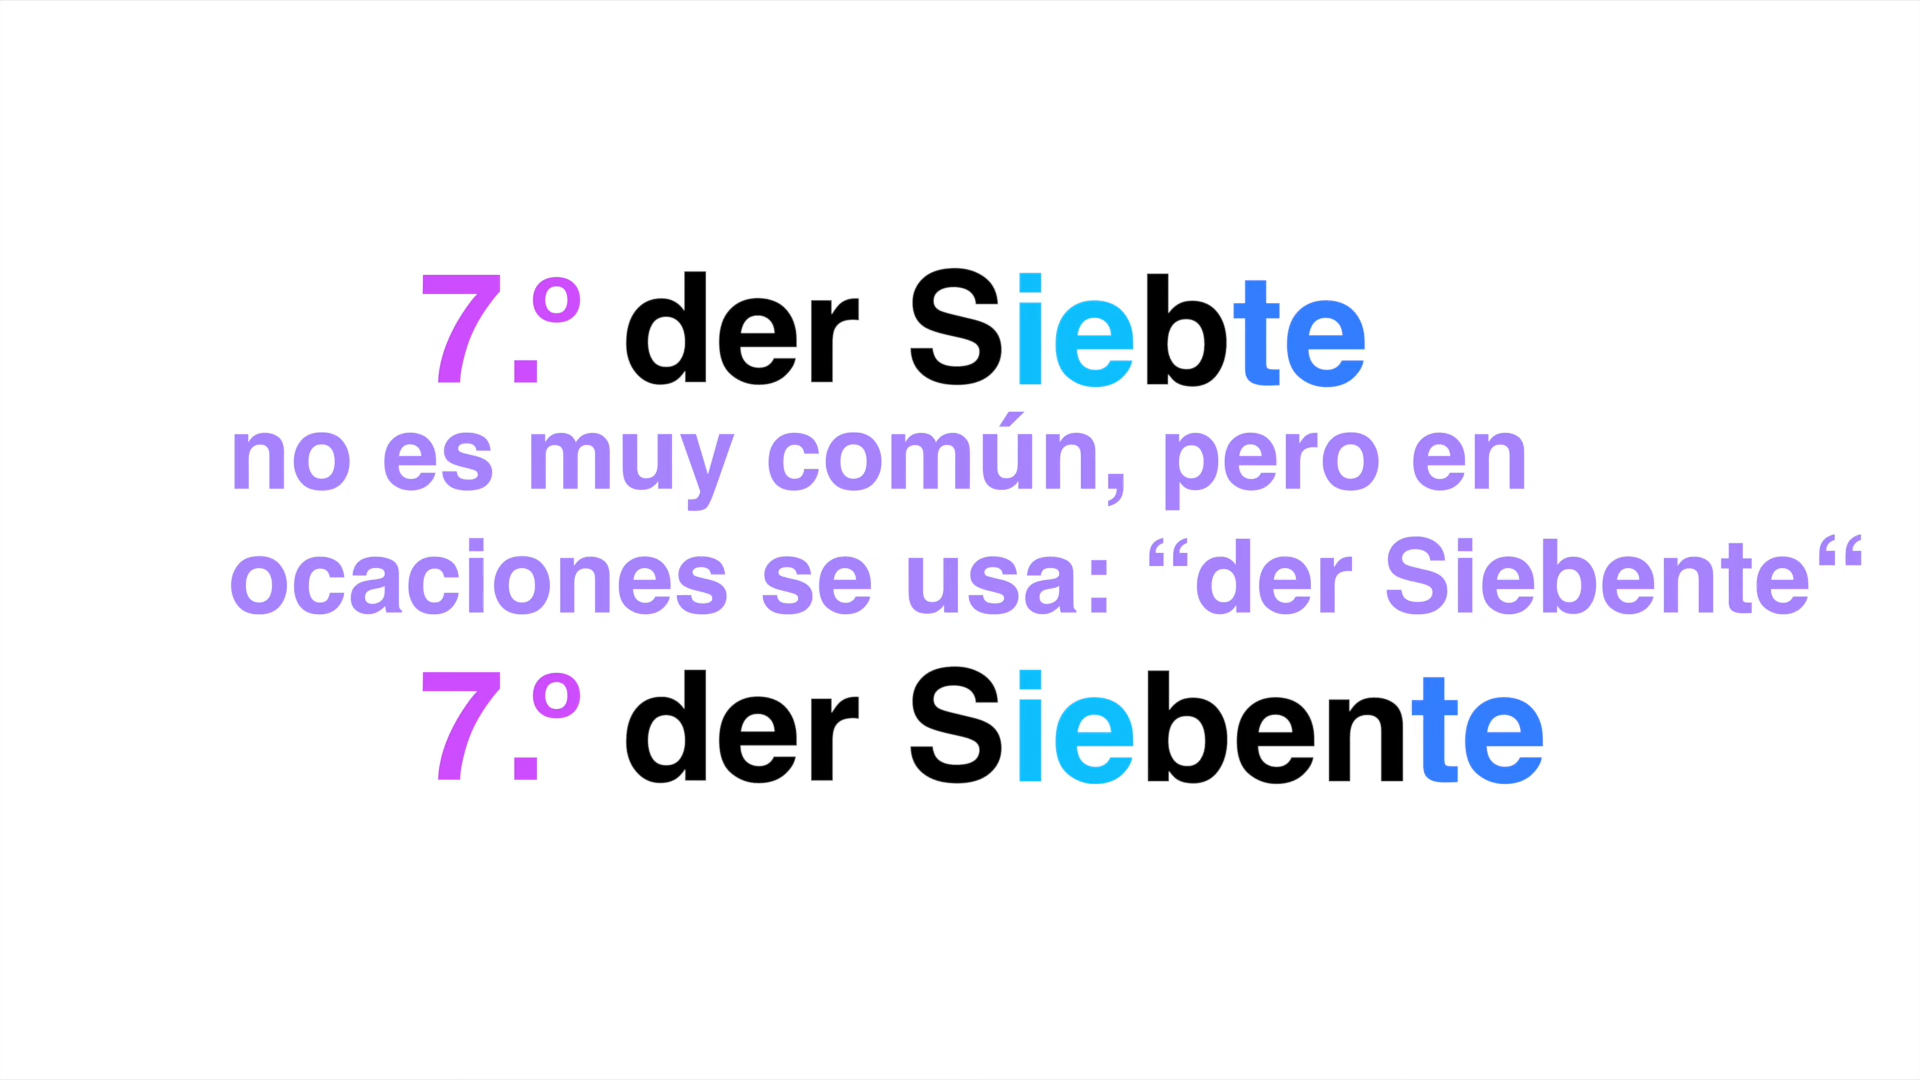 7.º der Siebte
no es muy común, pero en
ocaciones se usa: “der Siebente“
7.º der Siebente